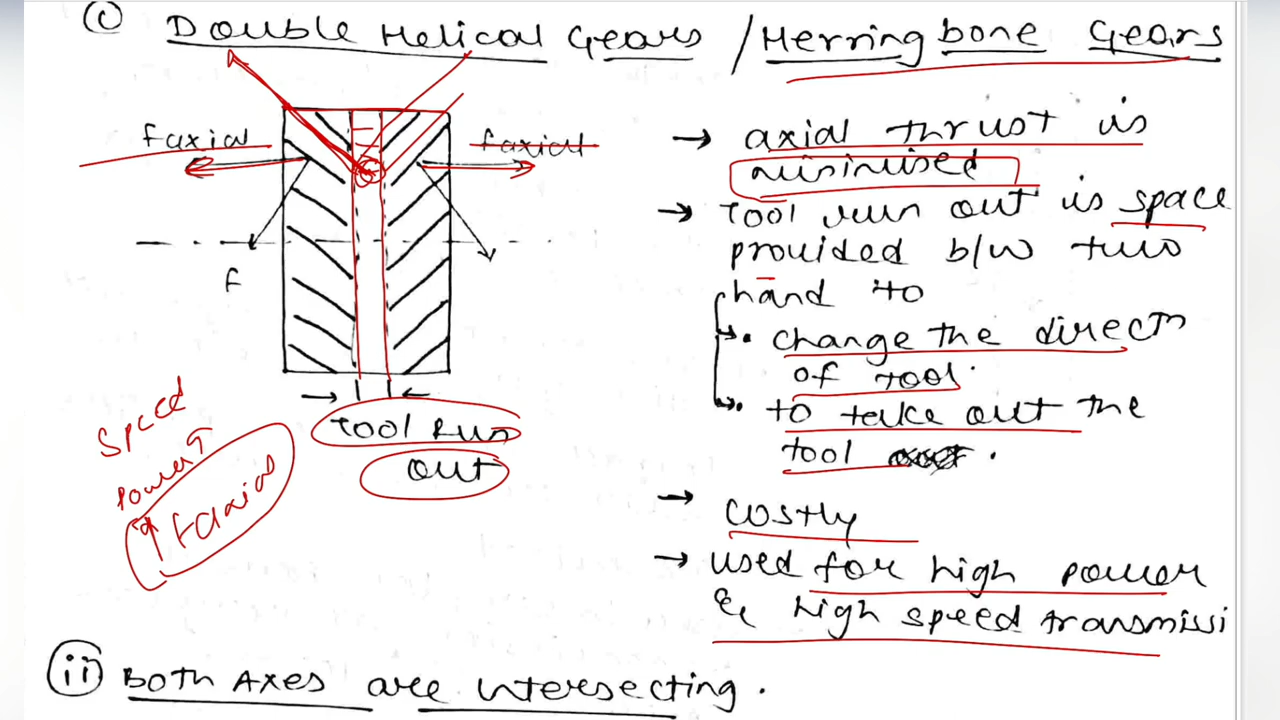 (c) Double Helical Gears / Herring bone Gears
faxial
faxial
F
→ axial thrust is
minimised
→ Tool run out is space
provided b/w two
hand to
• change the directn
of tool.
• to take out the
tool .
→ costly
→ used for high power
& high speed transmissi
→ | | ←
Tool Run
out
Speed
power ↑
↑ faxial
(ii) BOTH AXES are intersecting.